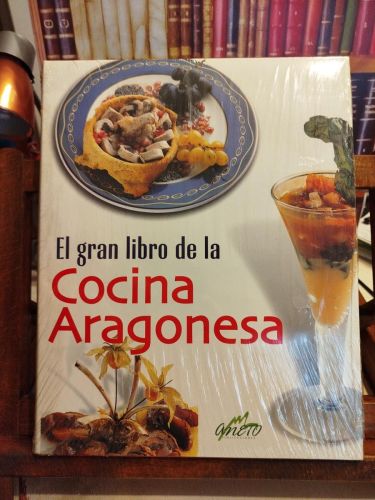 El gran libro de la
Cocina
Aragonesa